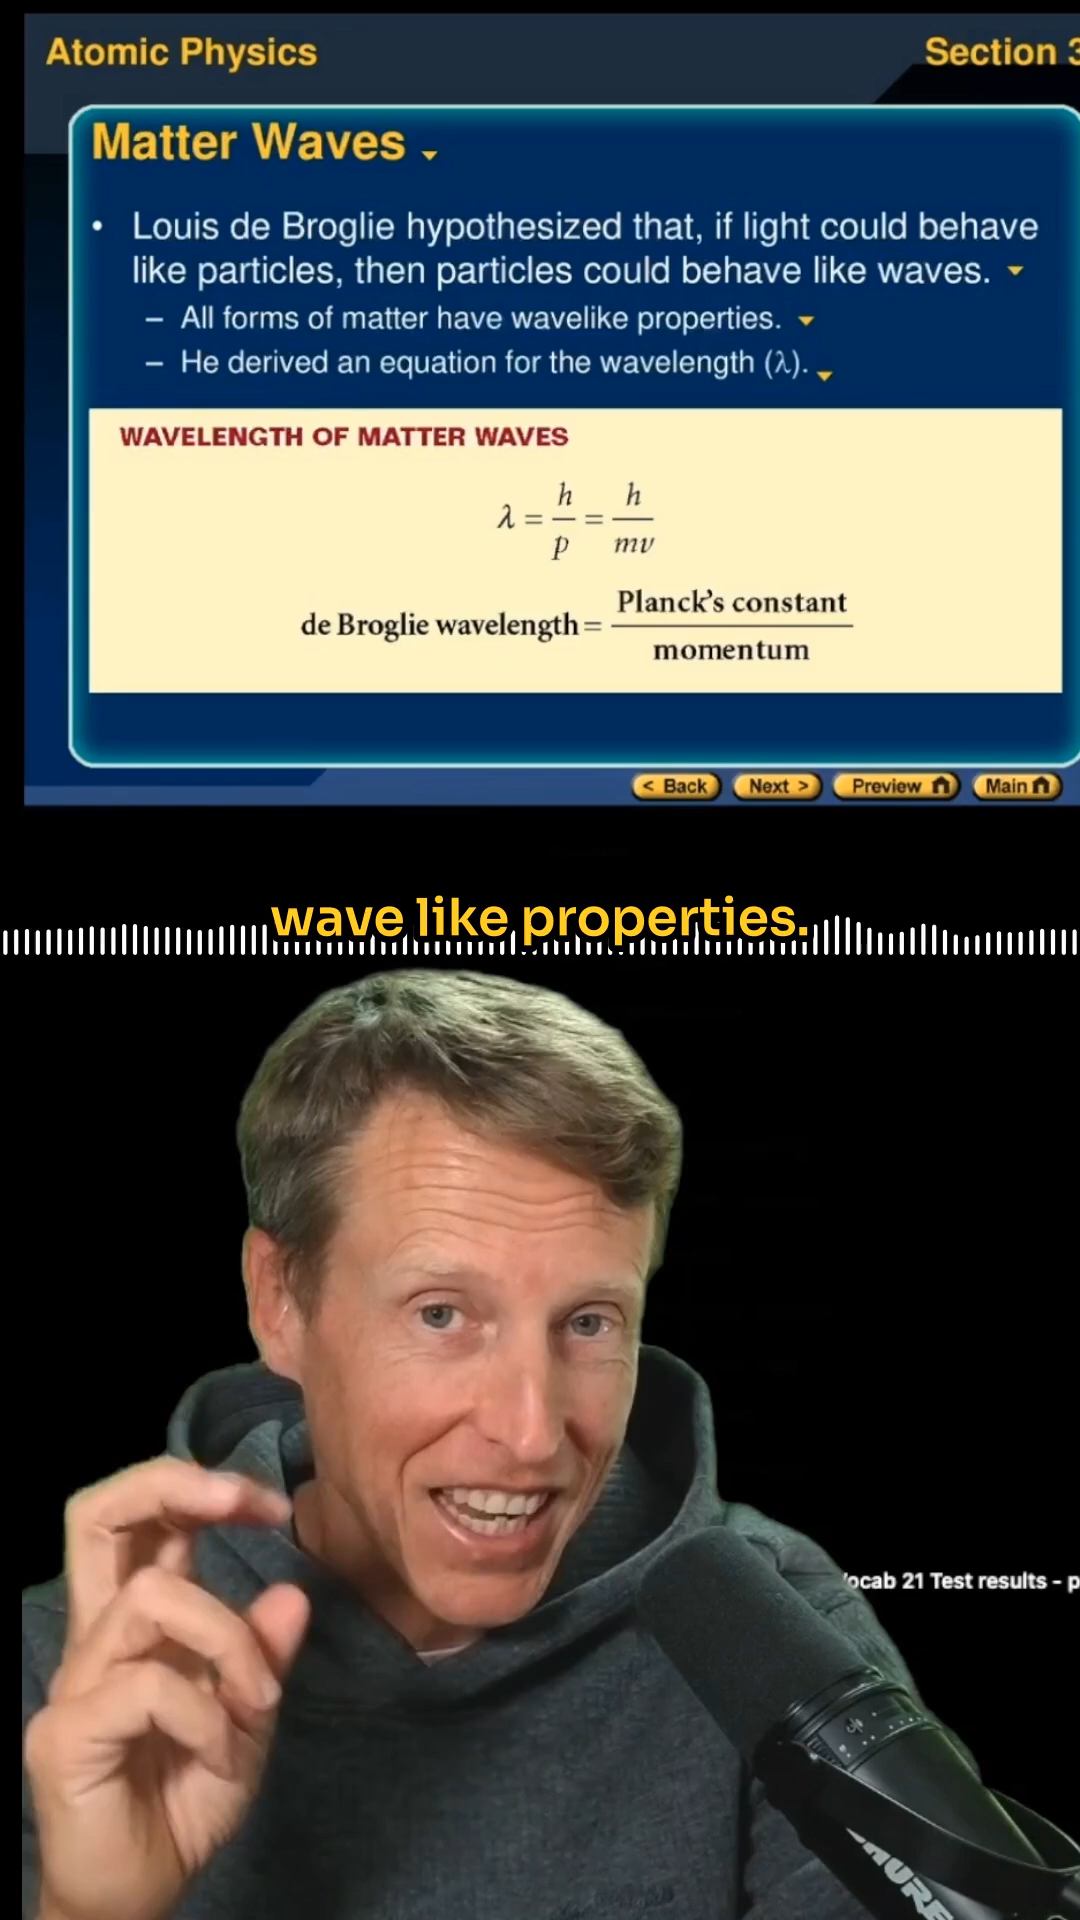 Atomic Physics
Section 3
Matter Waves
• Louis de Broglie hypothesized that, if light could behave
like particles, then particles could behave like waves.
– All forms of matter have wavelike properties.
– He derived an equation for the wavelength (λ).
WAVELENGTH OF MATTER WAVES
λ = h/p = h/mv
de Broglie wavelength = Planck's constant / momentum
< Back
Next >
Preview
Main
wave like properties.
ocab 21 Test results - p
SHURE